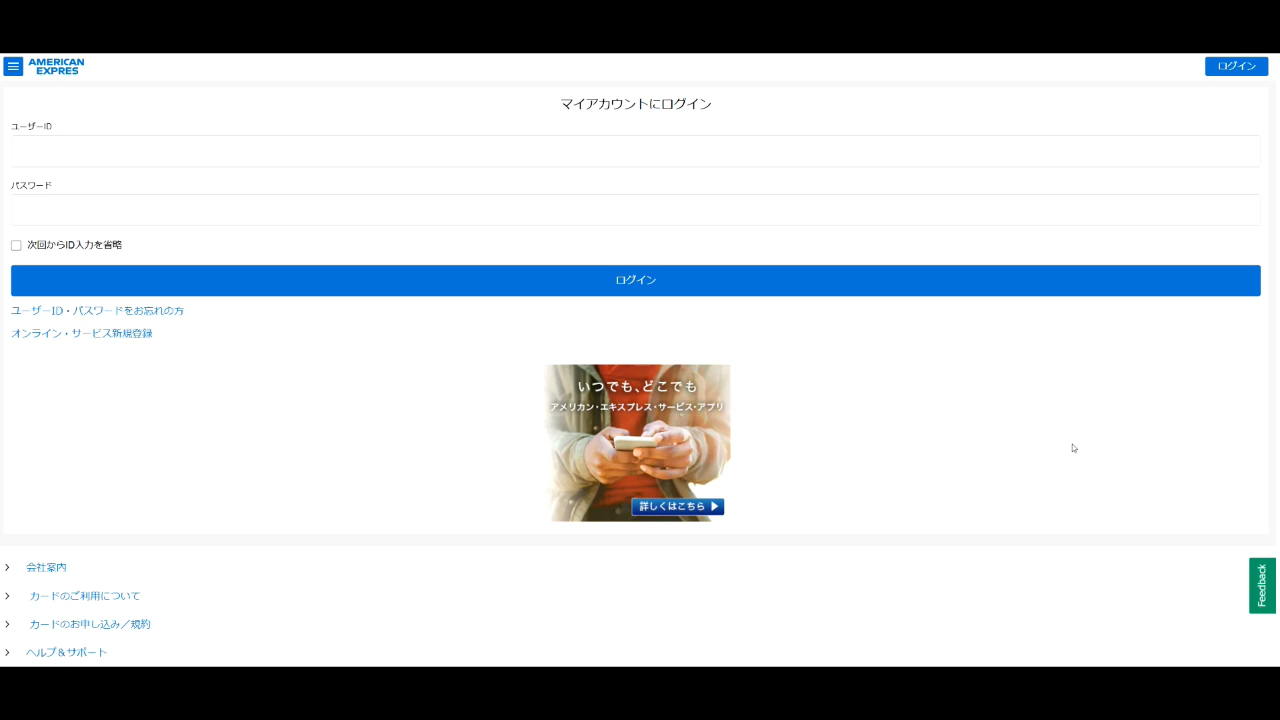 AMERICAN
EXPRES
ログイン
マイアカウントにログイン
ユーザーID
パスワード
次回からID入力を省略
ログイン
ユーザーID・パスワードをお忘れの方
オンライン・サービス新規登録
いつでも、どこでも
アメリカン・エキスプレス・サービス・アプリ
詳しくはこちら
Feedback
会社案内
カードのご利用について
カードのお申し込み／規約
ヘルプ＆サポート